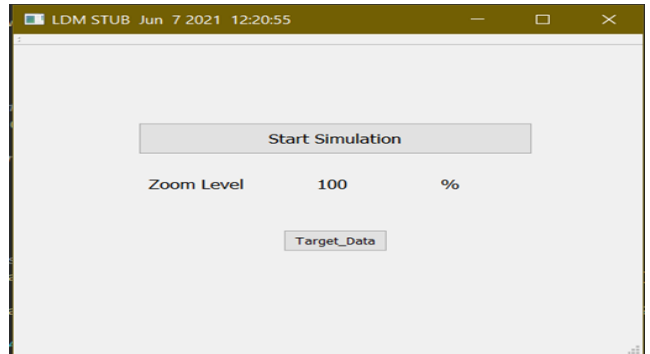 LDM STUB Jun 7 2021 12:20:55
Start Simulation
Zoom Level 100 %
Target_Data